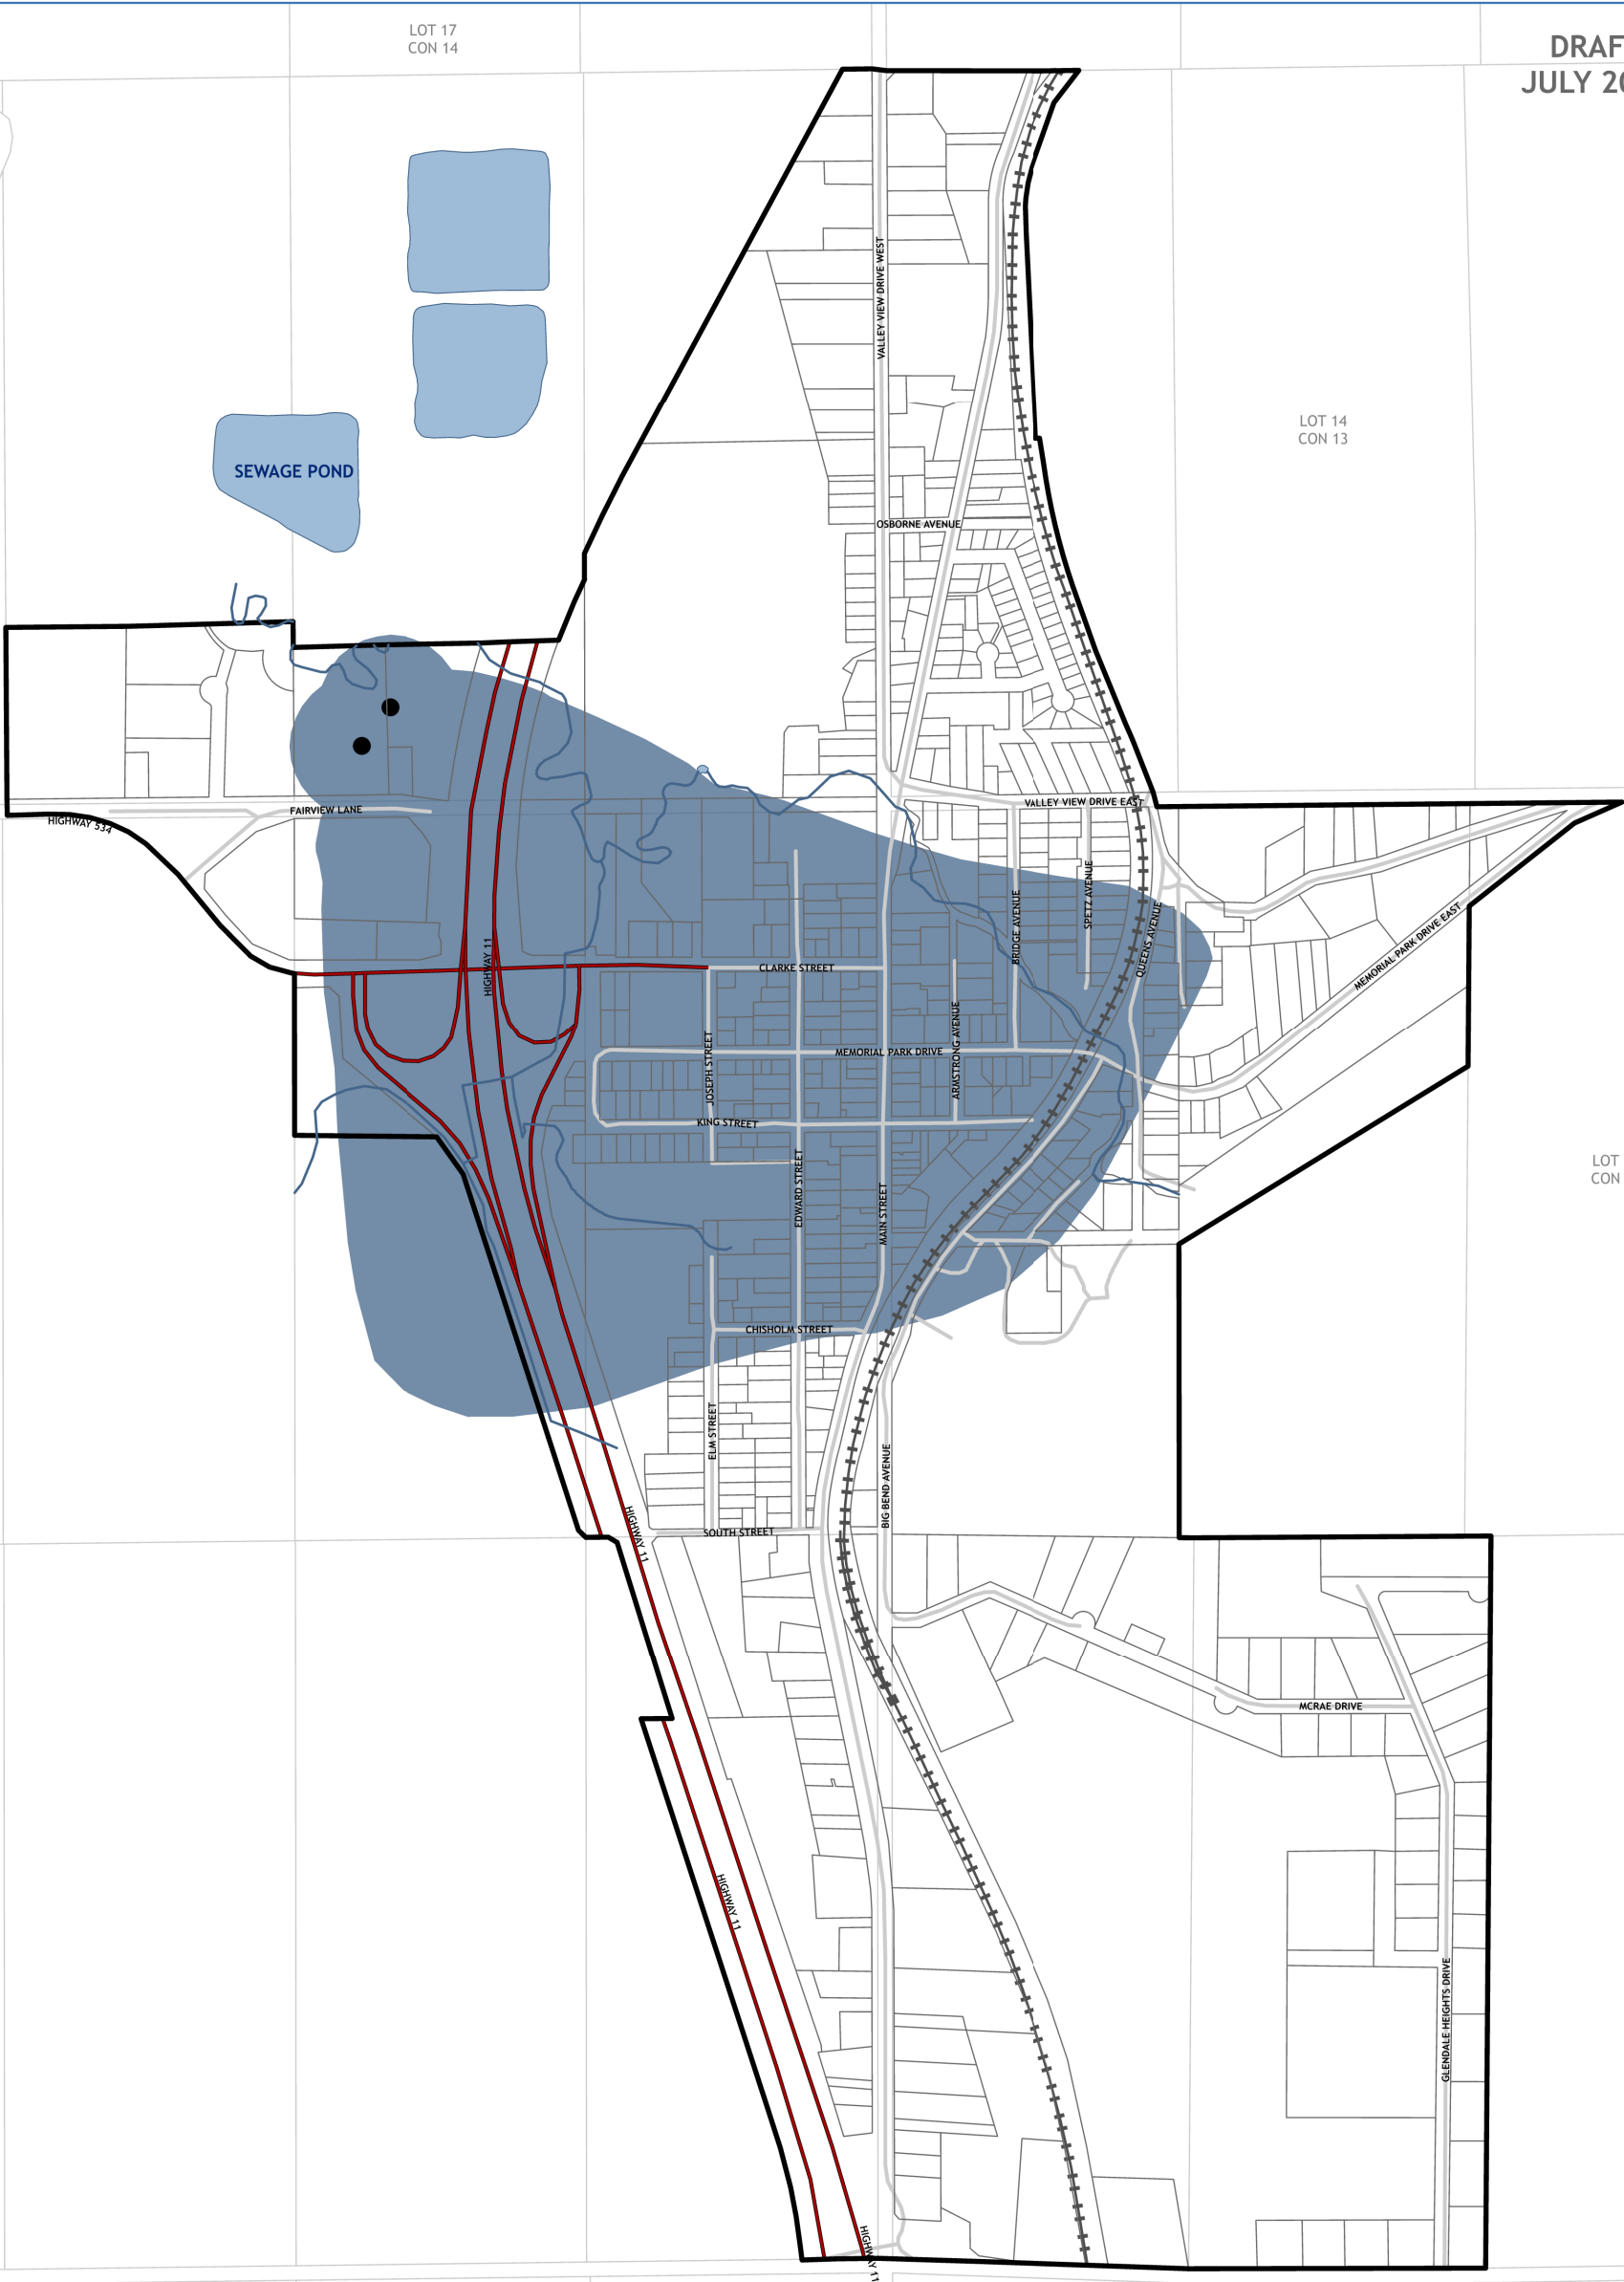 LOT 17
CON 14
DRAF
JULY 20
VALLEY VIEW DRIVE WEST
LOT 14
CON 13
SEWAGE POND
OSBORNE AVENUE
VALLEY VIEW DRIVE EAST
FAIRVIEW LANE
HIGHWAY 534
SPETZ AVENUE
BRIDGE AVENUE
QUEENS AVENUE
MEMORIAL PARK DRIVE EAST
HIGHWAY 11
CLARKE STREET
ARMSTRONG AVENUE
JOSEPH STREET
MEMORIAL PARK DRIVE
KING STREET
LOT
CON
EDWARD STREET
MAIN STREET
CHISHOLM STREET
ELM STREET
BIG BEND AVENUE
HIGHWAY 11
SOUTH STREET
MCRAE DRIVE
HIGHWAY 11
GLENDALE HEIGHTS DRIVE
HIGHWAY 11